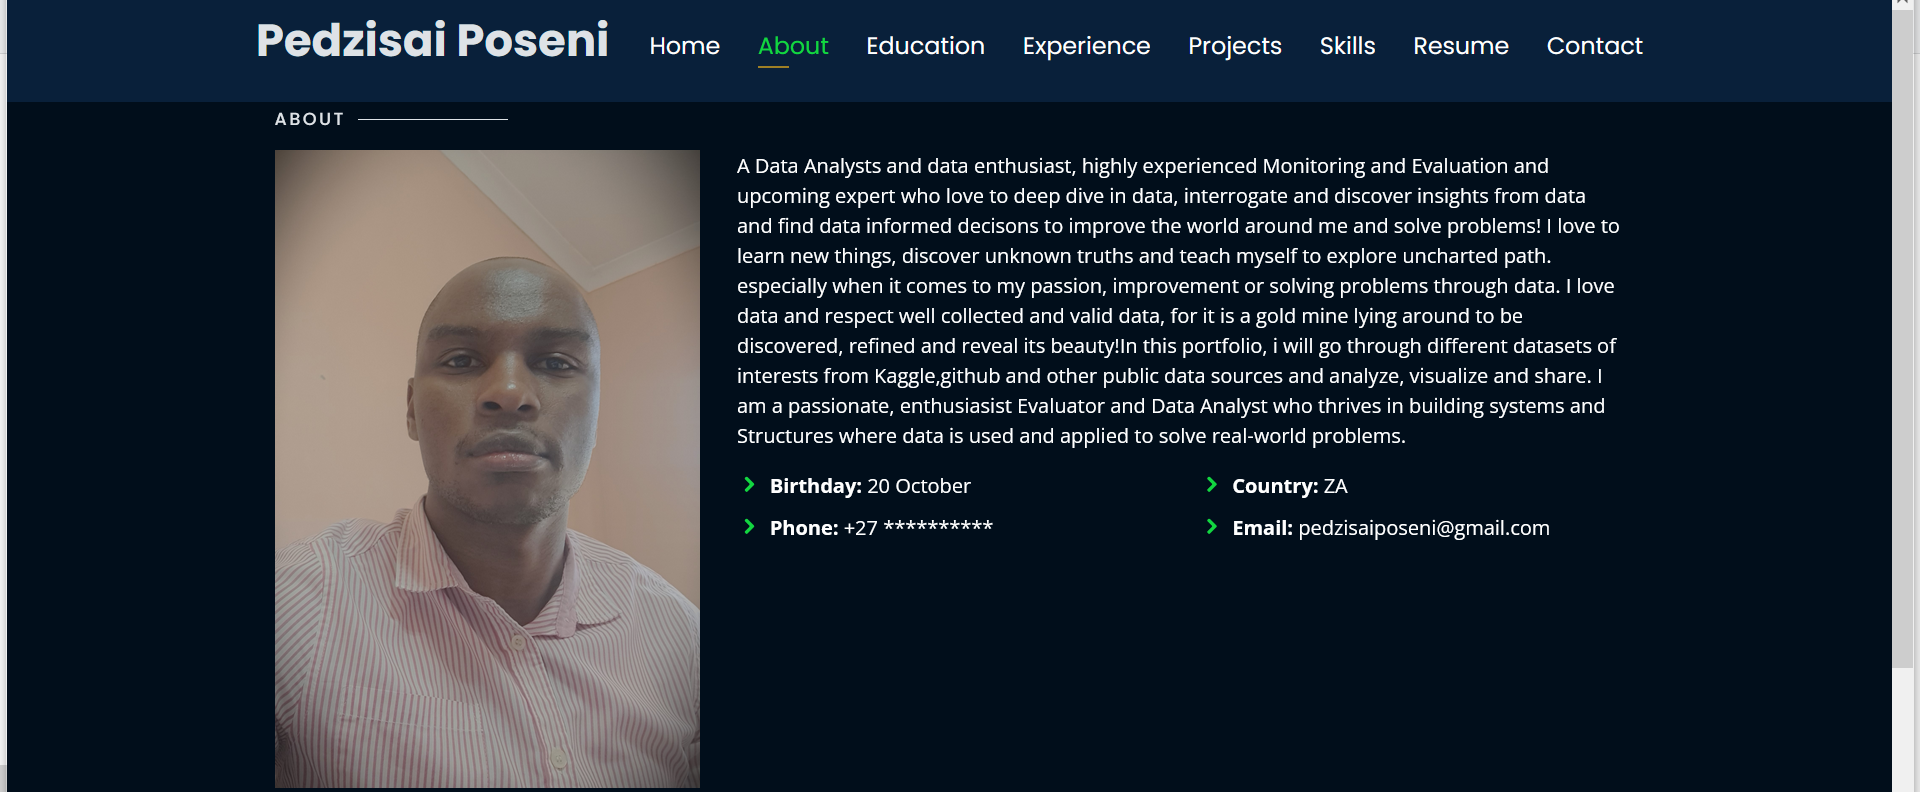 Pedzisai Poseni
Home About Education Experience Projects Skills Resume Contact
ABOUT
A Data Analysts and data enthusiast, highly experienced Monitoring and Evaluation and
upcoming expert who love to deep dive in data, interrogate and discover insights from data
and find data informed decisons to improve the world around me and solve problems! I love to
learn new things, discover unknown truths and teach myself to explore uncharted path.
especially when it comes to my passion, improvement or solving problems through data. I love
data and respect well collected and valid data, for it is a gold mine lying around to be
discovered, refined and reveal its beauty!In this portfolio, i will go through different datasets of
interests from Kaggle,github and other public data sources and analyze, visualize and share. I
am a passionate, enthusiasist Evaluator and Data Analyst who thrives in building systems and
Structures where data is used and applied to solve real-world problems.
Birthday: 20 October
Country: ZA
Phone: +27 **********
Email: pedzisaiposeni@gmail.com